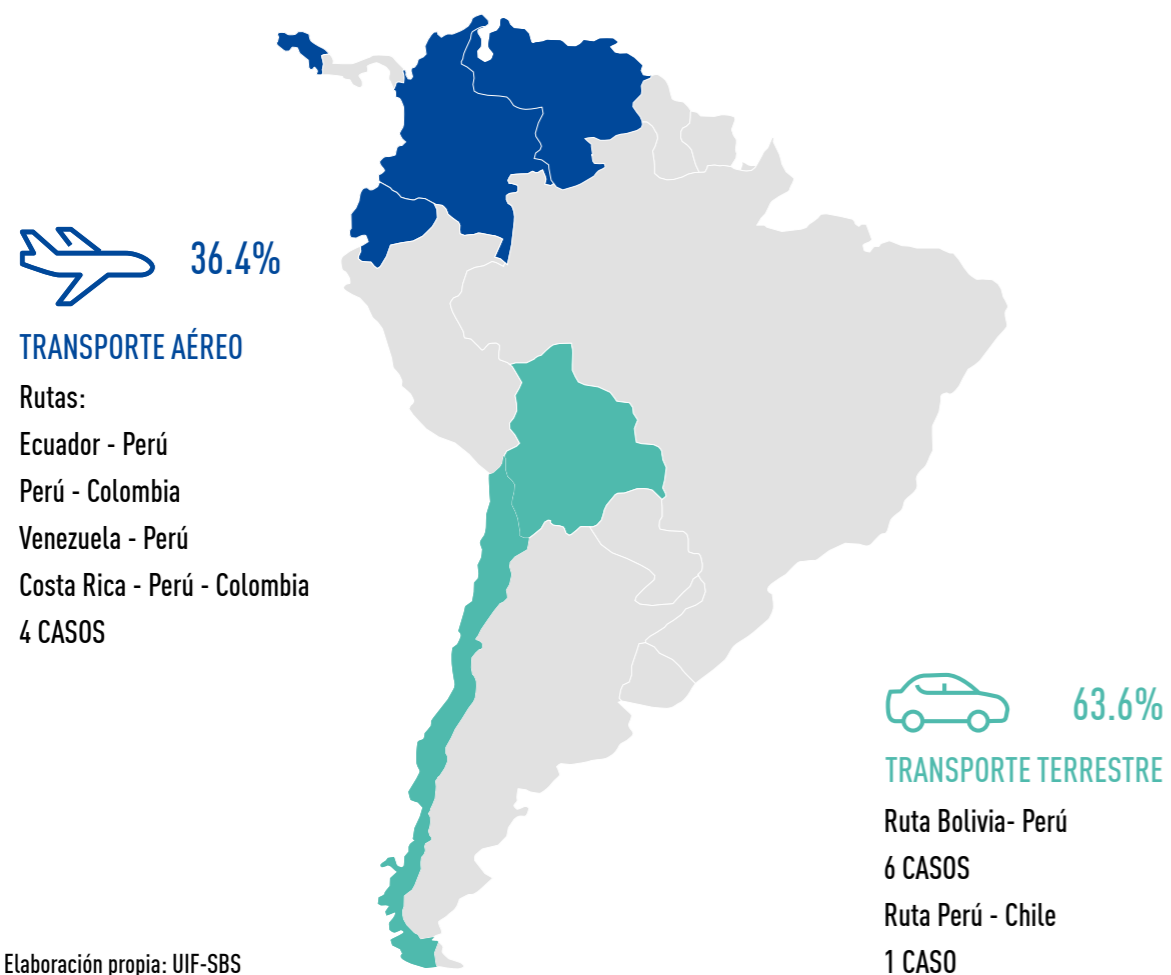 36.4%
TRANSPORTE AÉREO
Rutas:
Ecuador - Perú
Perú - Colombia
Venezuela - Perú
Costa Rica - Perú - Colombia
4 CASOS
63.6%
TRANSPORTE TERRESTRE
Ruta Bolivia- Perú
6 CASOS
Ruta Perú - Chile
1 CASO
Elaboración propia: UIF-SBS